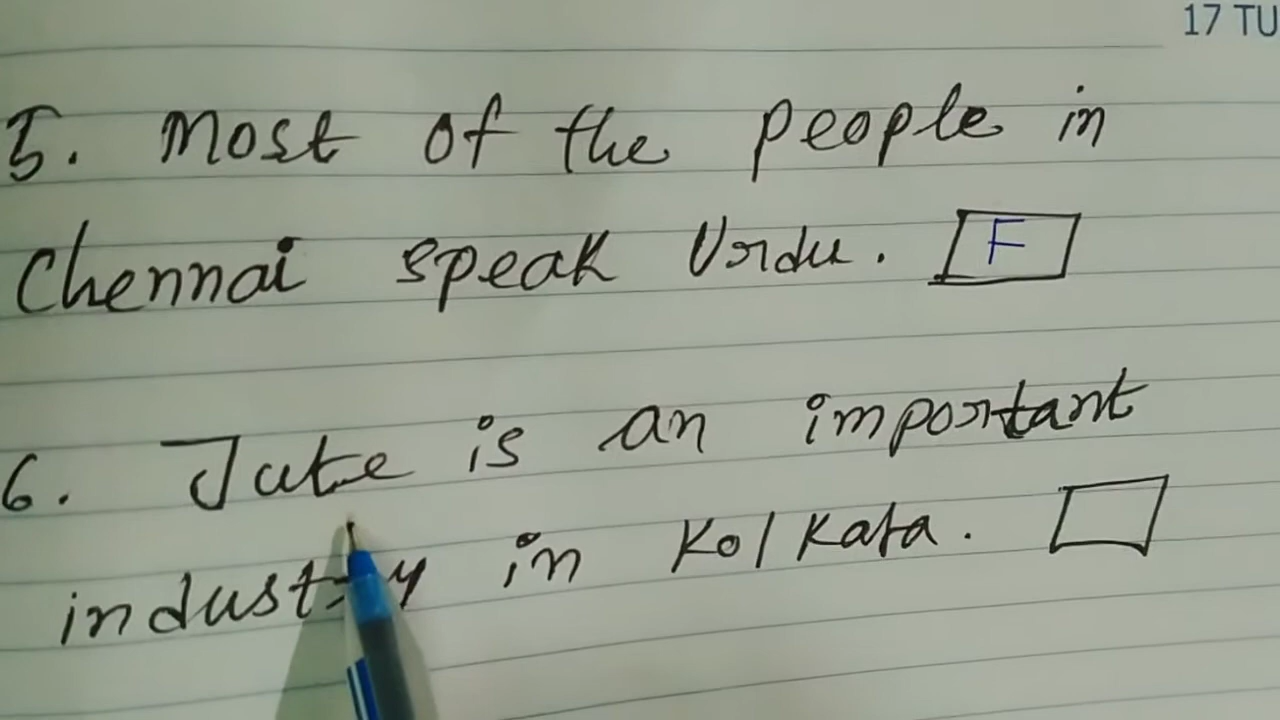 17 TU
5. Most of the people in
Chennai speak Urdu. F
6. Jute is an important
industry in Kolkata.